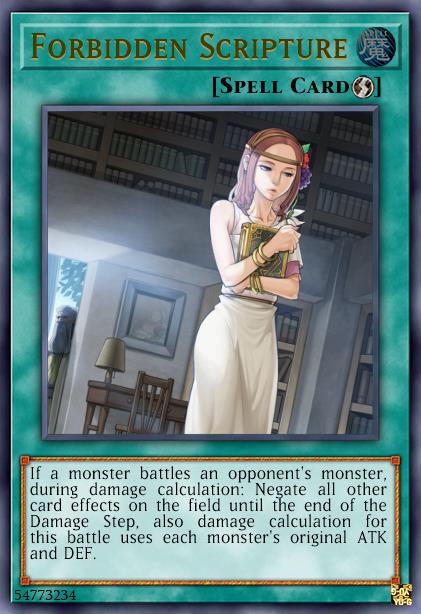 Forbidden Scripture
魔
[Spell Card]
If a monster battles an opponent's monster,
during damage calculation: Negate all other
card effects on the field until the end of the
Damage Step, also damage calculation for
this battle uses each monster's original ATK
and DEF.
54773234